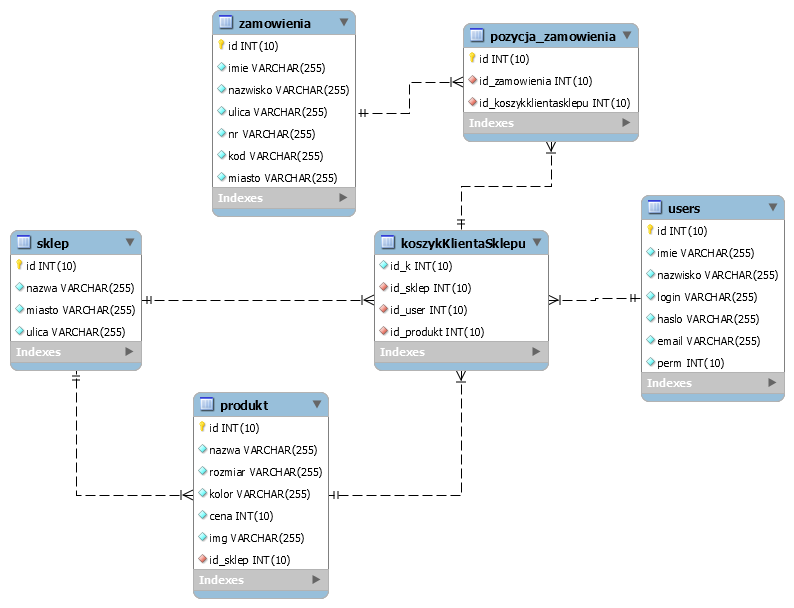 zamowienia
id INT(10)
imie VARCHAR(255)
nazwisko VARCHAR(255)
ulica VARCHAR(255)
nr VARCHAR(255)
kod VARCHAR(255)
miasto VARCHAR(255)
Indexes
pozycja_zamowienia
id INT(10)
id_zamowienia INT(10)
id_koszykklientasklepu INT(10)
Indexes
sklep
id INT(10)
nazwa VARCHAR(255)
miasto VARCHAR(255)
ulica VARCHAR(255)
Indexes
koszykKlientaSklepu
id_k INT(10)
id_sklep INT(10)
id_user INT(10)
id_produkt INT(10)
Indexes
users
id INT(10)
imie VARCHAR(255)
nazwisko VARCHAR(255)
login VARCHAR(255)
haslo VARCHAR(255)
email VARCHAR(255)
perm INT(10)
Indexes
produkt
id INT(10)
nazwa VARCHAR(255)
rozmiar VARCHAR(255)
kolor VARCHAR(255)
cena INT(10)
img VARCHAR(255)
id_sklep INT(10)
Indexes